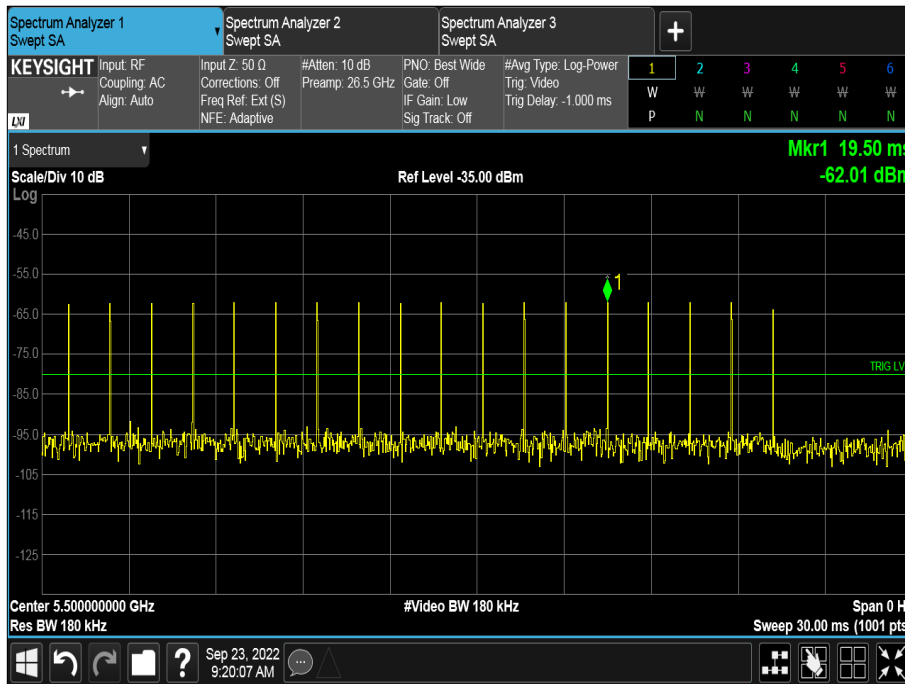 Spectrum Analyzer 1
Swept SA
Spectrum Analyzer 2
Swept SA
Spectrum Analyzer 3
Swept SA
KEYSIGHT
LXI
Input: RF
Coupling: AC
Align: Auto
Input Z: 50 Ω
Corrections: Off
Freq Ref: Ext (S)
NFE: Adaptive
#Atten: 10 dB
Preamp: 26.5 GHz
PNO: Best Wide
Gate: Off
IF Gain: Low
Sig Track: Off
#Avg Type: Log-Power
Trig: Video
Trig Delay: -1.000 ms
1 2 3 4 5 6
W W W W W W
P N N N N N
1 Spectrum
Mkr1 19.50 ms
Scale/Div 10 dB
Ref Level -35.00 dBm
-62.01 dBm
Log
-45.0
-55.0
1
-65.0
-75.0
TRIG LV
-85.0
-95.0
-105
-115
-125
Center 5.500000000 GHz
#Video BW 180 kHz
Span 0 H
Res BW 180 kHz
Sweep 30.00 ms (1001 pts
?
Sep 23, 2022
9:20:07 AM